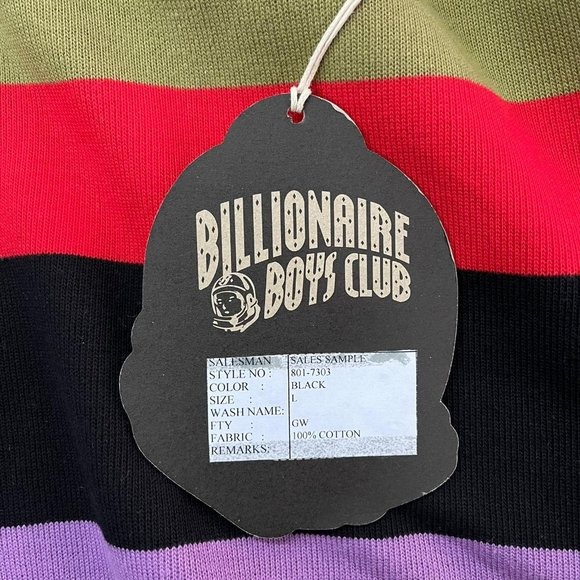 BILLIONAIRE
BOYS CLUB
SALESMAN SALES SAMPLE
STYLE NO : 801-7303
COLOR : BLACK
SIZE : L
WASH NAME:
FTY : GW
FABRIC : 100% COTTON
REMARKS: